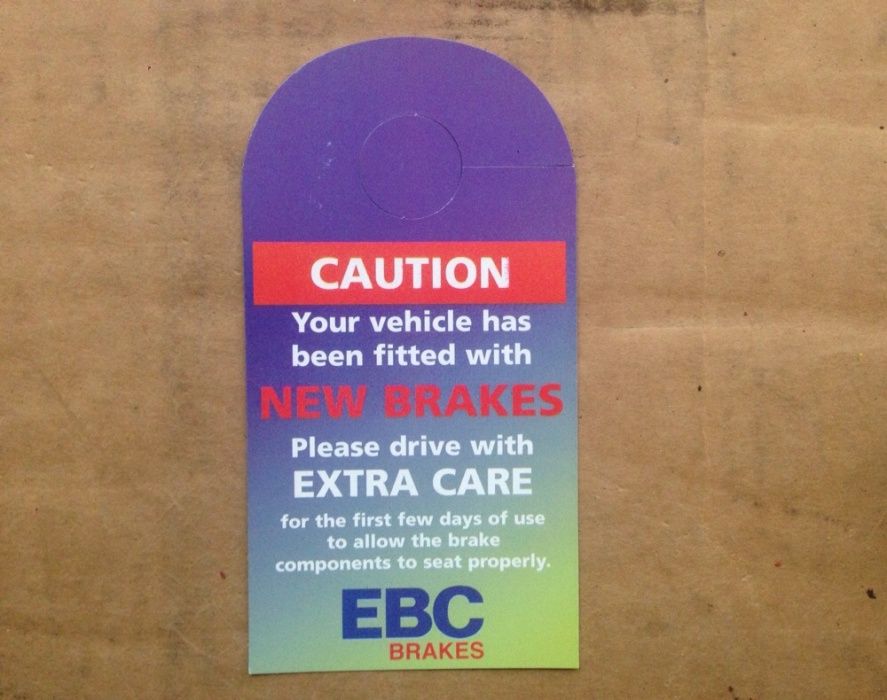 CAUTION
Your vehicle has
been fitted with
NEW BRAKES
Please drive with
EXTRA CARE
for the first few days of use
to allow the brake
components to seat properly.
EBC
BRAKES